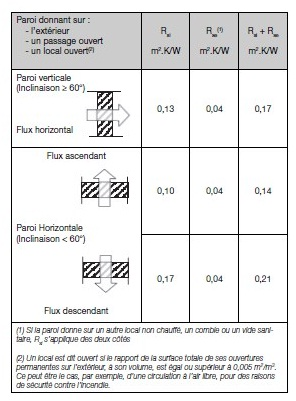 Paroi donnant sur :
- l'extérieur
- un passage ouvert
- un local ouvert(2)
Rsi
m².K/W
Rse(1)
m².K/W
Rsi + Rse
m².K/W
Paroi verticale
(Inclinaison ≥ 60°)
Flux horizontal
0,13
0,04
0,17
Flux ascendant
0,10
0,04
0,14
Paroi Horizontale
(Inclinaison < 60°)
0,17
0,04
0,21
Flux descendant
(1) Si la paroi donne sur un autre local non chauffé, un comble ou un vide sani-
taire, Rsi s'applique des deux côtés
(2) Un local est dit ouvert si le rapport de la surface totale de ses ouvertures
permanentes sur l'extérieur, à son volume, est égal ou supérieur à 0,005 m²/m³.
Ce peut être le cas, par exemple, d'une circulation à l'air libre, pour des raisons
de sécurité contre l'incendie.